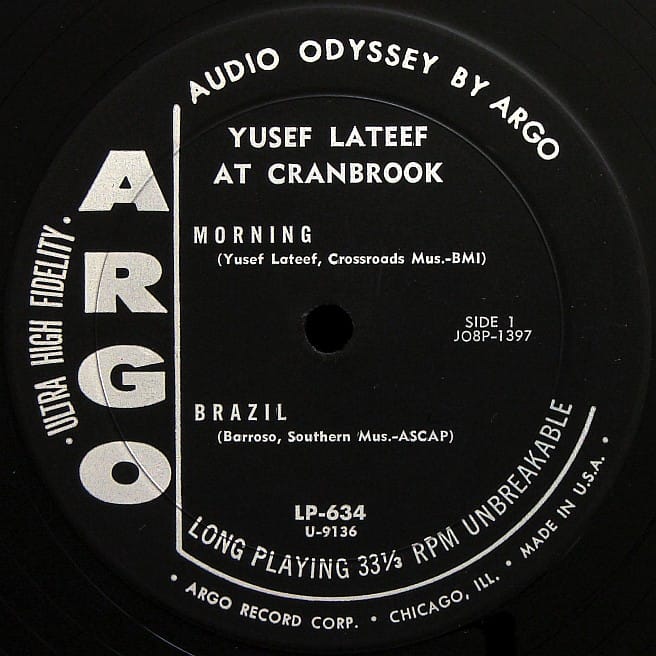 AUDIO ODYSSEY BY ARGO
YUSEF LATEEF
AT CRANBROOK
ARGO
• ULTRA HIGH FIDELITY •
MORNING
(Yusef Lateef, Crossroads Mus.-BMI)
SIDE 1
JO8P-1397
BRAZIL
(Barroso, Southern Mus.-ASCAP)
LP-634
U-9136
LONG PLAYING 33⅓ RPM UNBREAKABLE
• ARGO RECORD CORP. • CHICAGO, ILL. • MADE IN U.S.A. •